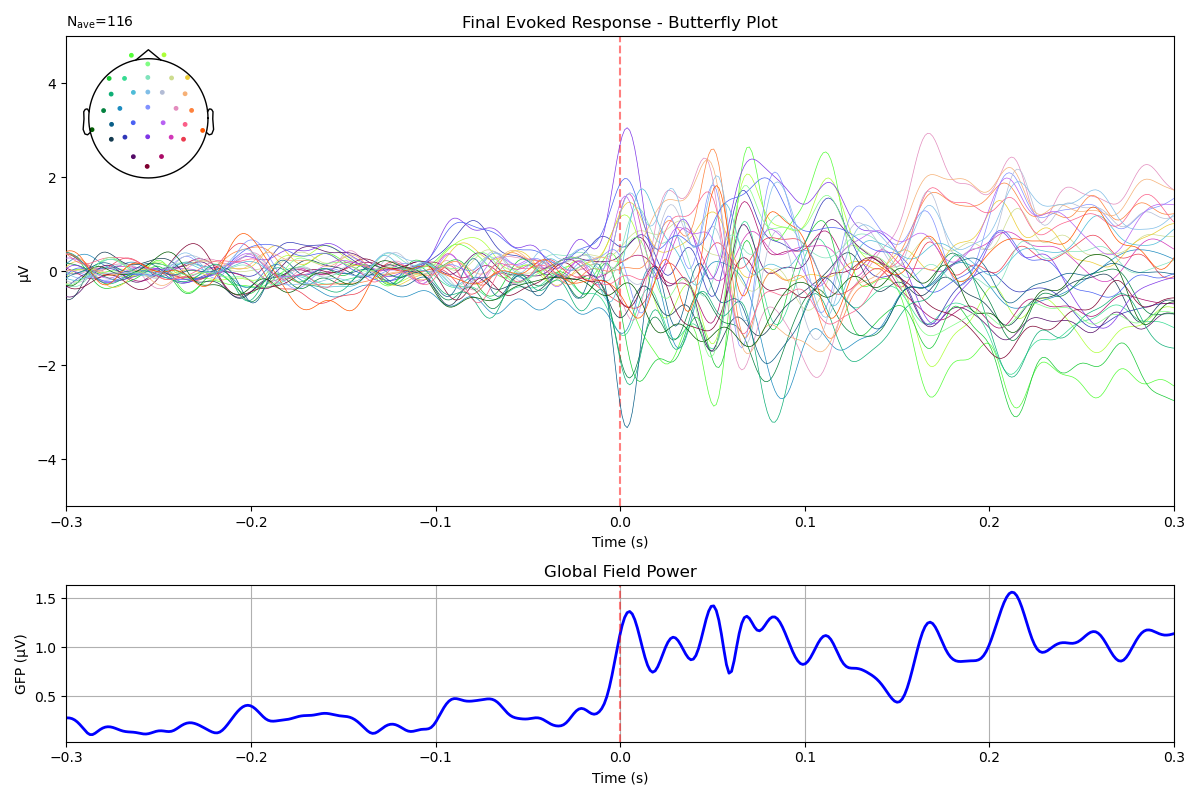 N_ave=116
Final Evoked Response - Butterfly Plot
4
2
0
−2
−4
µV
−0.3 −0.2 −0.1 0.0 0.1 0.2 0.3
Time (s)
Global Field Power
1.5
1.0
0.5
GFP (µV)
−0.3 −0.2 −0.1 0.0 0.1 0.2 0.3
Time (s)